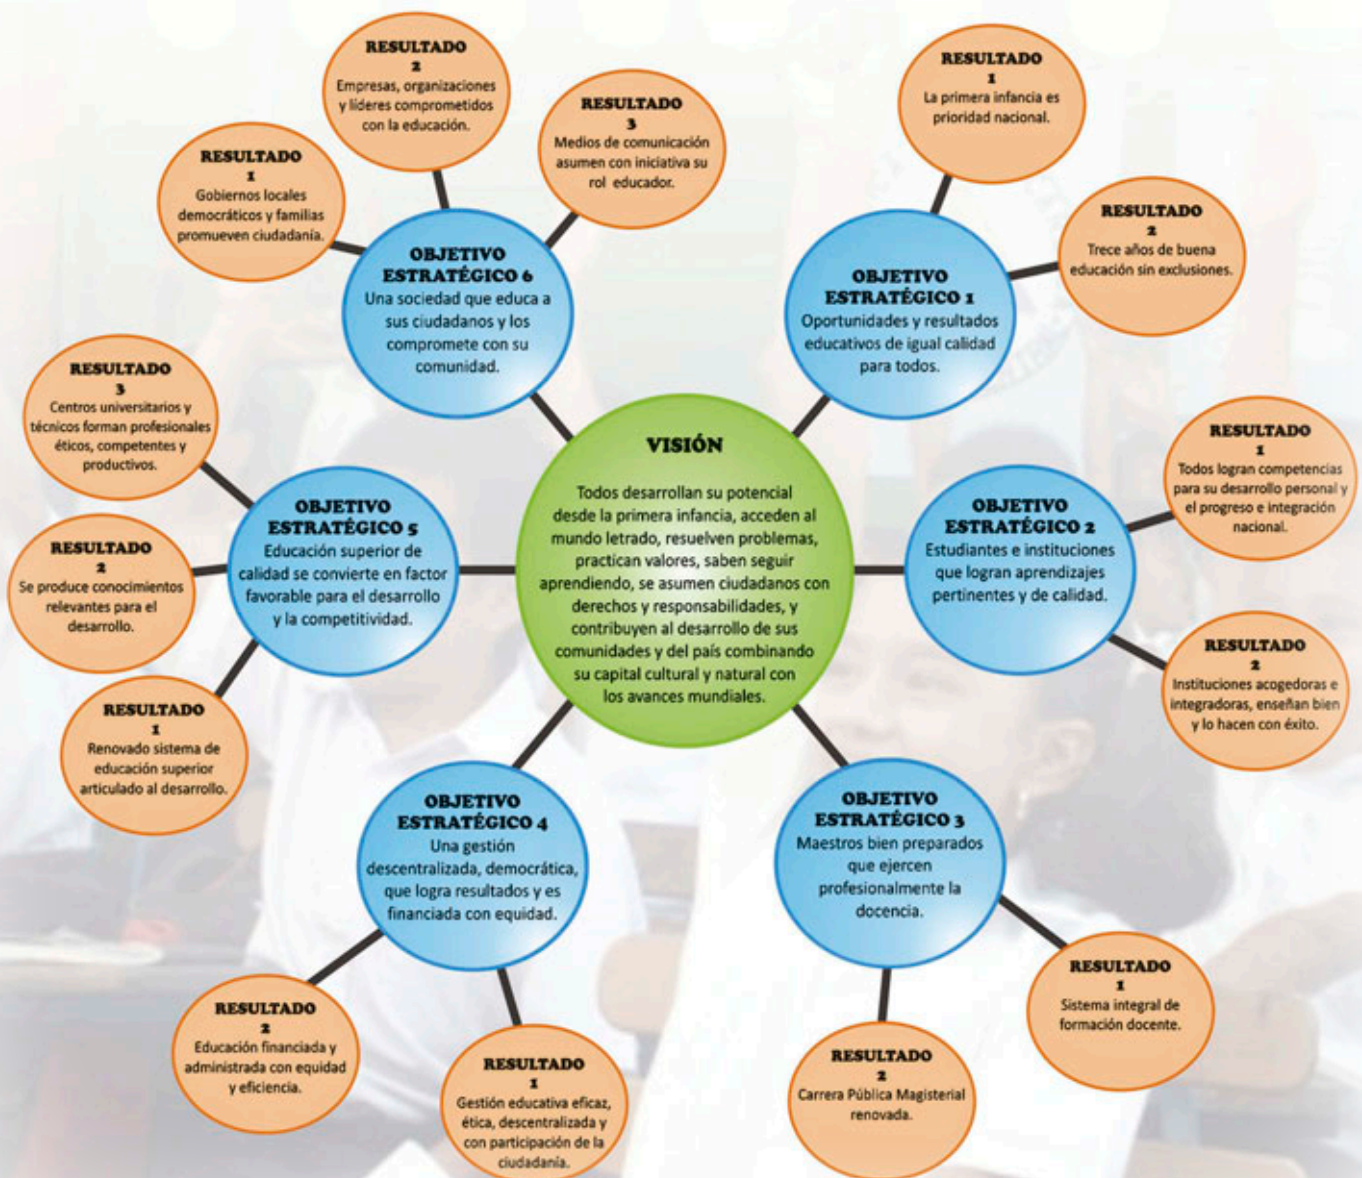 VISIÓN
Todos desarrollan su potencial
desde la primera infancia, acceden al
mundo letrado, resuelven problemas,
practican valores, saben seguir
aprendiendo, se asumen ciudadanos con
derechos y responsabilidades, y
contribuyen al desarrollo de sus
comunidades y del país combinando
su capital cultural y natural con
los avances mundiales.
OBJETIVO
ESTRATÉGICO 1
Oportunidades y resultados
educativos de igual calidad
para todos.
RESULTADO
1
La primera infancia es
prioridad nacional.
RESULTADO
2
Trece años de buena
educación sin exclusiones.
OBJETIVO
ESTRATÉGICO 2
Estudiantes e instituciones
que logran aprendizajes
pertinentes y de calidad.
RESULTADO
1
Todos logran competencias
para su desarrollo personal y
el progreso e integración
nacional.
RESULTADO
2
Instituciones acogedoras e
integradoras, enseñan bien
y lo hacen con éxito.
OBJETIVO
ESTRATÉGICO 3
Maestros bien preparados
que ejercen
profesionalmente la
docencia.
RESULTADO
1
Sistema integral de
formación docente.
RESULTADO
2
Carrera Pública Magisterial
renovada.
OBJETIVO
ESTRATÉGICO 4
Una gestión
descentralizada, democrática,
que logra resultados y es
financiada con equidad.
RESULTADO
1
Gestión educativa eficaz,
ética, descentralizada y
con participación de la
ciudadanía.
RESULTADO
2
Educación financiada y
administrada con equidad
y eficiencia.
OBJETIVO
ESTRATÉGICO 5
Educación superior de
calidad se convierte en factor
favorable para el desarrollo
y la competitividad.
RESULTADO
1
Renovado sistema de
educación superior
articulado al desarrollo.
RESULTADO
2
Se produce conocimientos
relevantes para el
desarrollo.
RESULTADO
3
Centros universitarios y
técnicos forman profesionales
éticos, competentes y
productivos.
OBJETIVO
ESTRATÉGICO 6
Una sociedad que educa a
sus ciudadanos y los
compromete con su
comunidad.
RESULTADO
1
Gobiernos locales
democráticos y familias
promueven ciudadanía.
RESULTADO
2
Empresas, organizaciones
y líderes comprometidos
con la educación.
RESULTADO
3
Medios de comunicación
asumen con iniciativa su
rol educador.